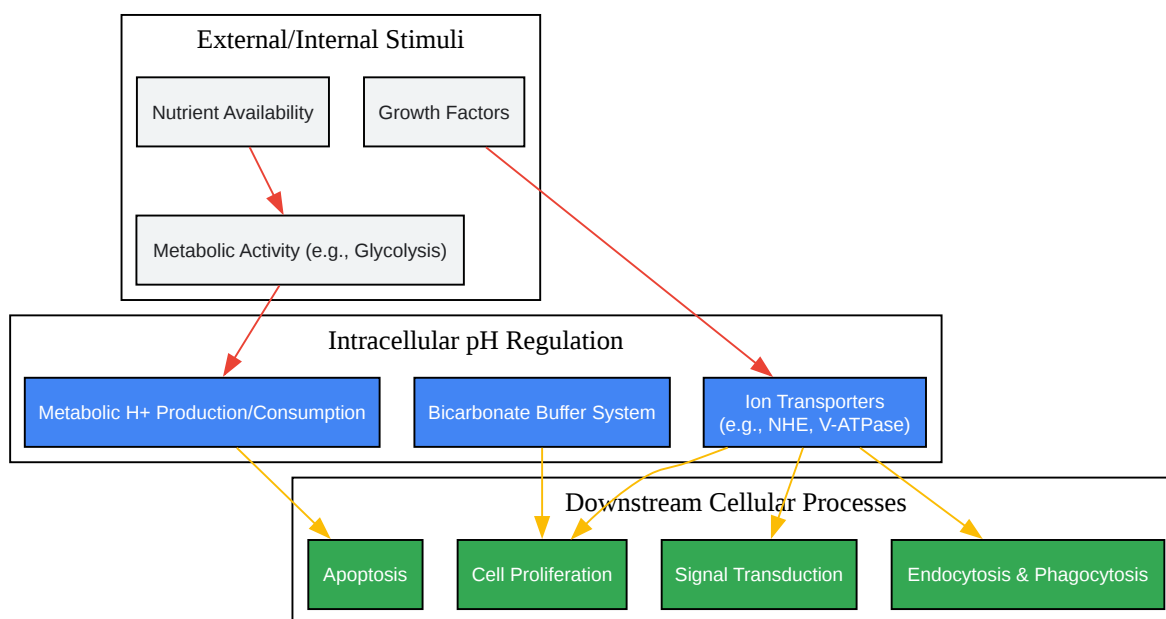 External/Internal Stimuli
Nutrient Availability
Growth Factors
Metabolic Activity (e.g., Glycolysis)
Intracellular pH Regulation
Metabolic H+ Production/Consumption
Bicarbonate Buffer System
Ion Transporters
(e.g., NHE, V-ATPase)
Downstream Cellular Processes
Apoptosis
Cell Proliferation
Signal Transduction
Endocytosis & Phagocytosis